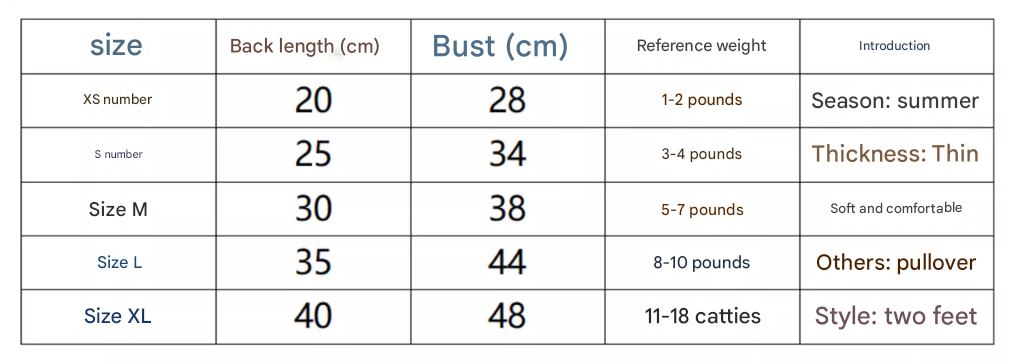 size Back length (cm) Bust (cm) Reference weight Introduction
XS number 20 28 1-2 pounds Season: summer
S number 25 34 3-4 pounds Thickness: Thin
Size M 30 38 5-7 pounds Soft and comfortable
Size L 35 44 8-10 pounds Others: pullover
Size XL 40 48 11-18 catties Style: two feet